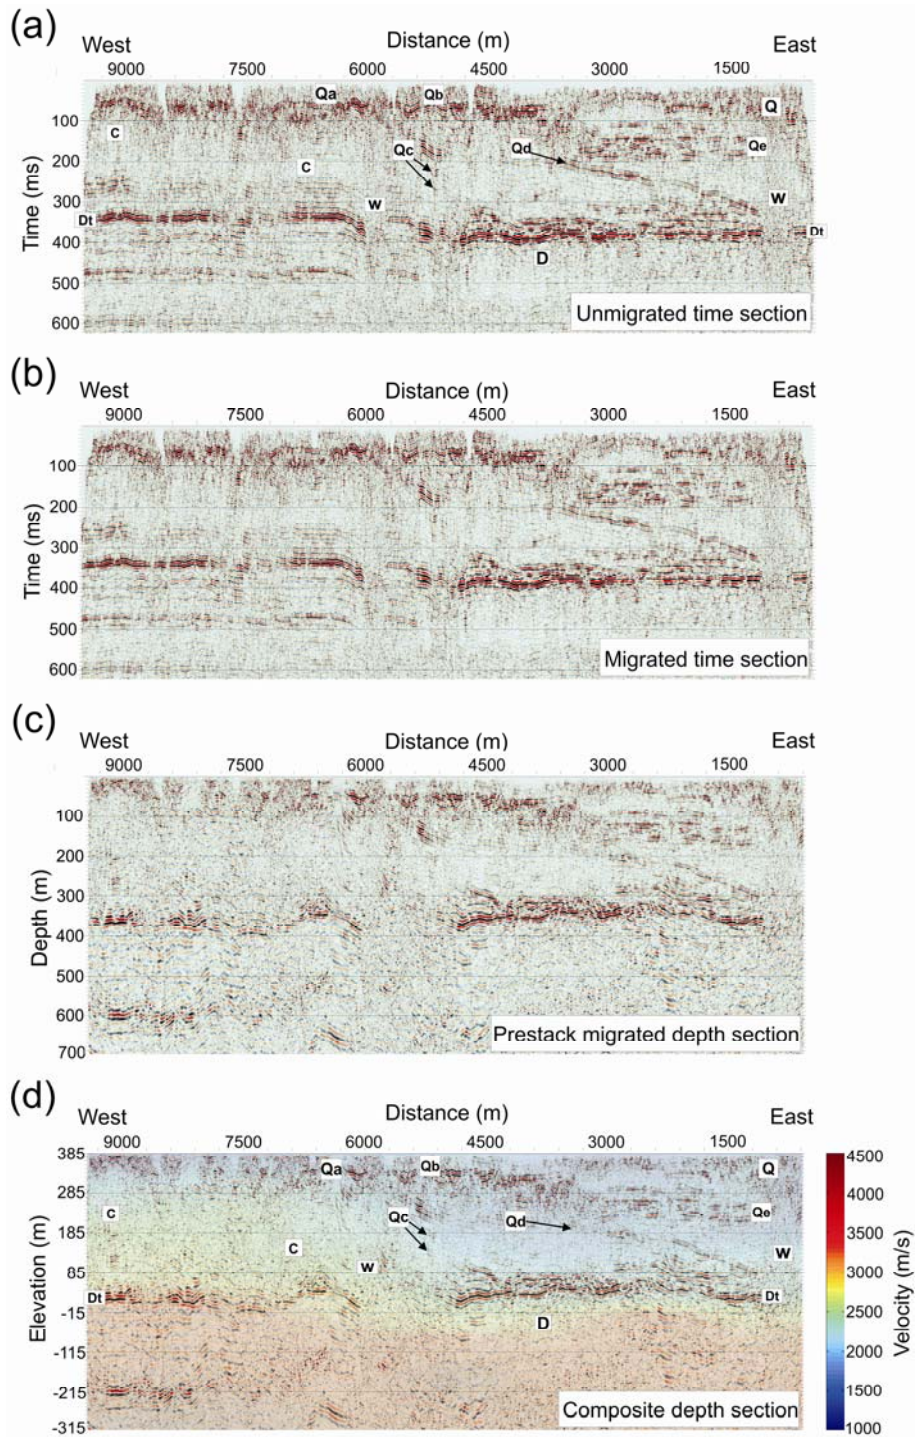 (a)
West Distance (m) East
9000 7500 6000 4500 3000 1500
Qa Qb Q
100
C Qc Qd Qe
200
C
300 W W
Dt Dt
400
D
500
600
Time (ms)
Unmigrated time section
(b)
West Distance (m) East
9000 7500 6000 4500 3000 1500
100
200
300
400
500
600
Time (ms)
Migrated time section
(c)
West Distance (m) East
9000 7500 6000 4500 3000 1500
100
200
300
400
500
600
700
Depth (m)
Prestack migrated depth section
(d)
West Distance (m) East
9000 7500 6000 4500 3000 1500
385
Qa Qb Q
285
C Qc Qd Qe
185
C W W
85
Dt Dt
-15
D
-115
-215
-315
Elevation (m)
Composite depth section
4500
4000
3500
3000
2500
2000
1500
1000
Velocity (m/s)